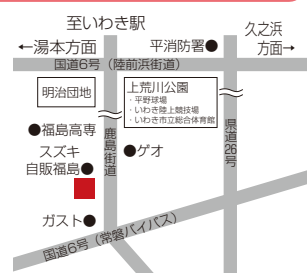 至いわき駅
←湯本方面
平消防署●
久之浜
方面→
国道6号（陸前浜街道）
明治団地
上荒川公園
・平野球場
・いわき陸上競技場
・いわき市立総合体育館
●福島高専
スズキ
自販福島●
鹿島街道
●ゲオ
県道26号
ガスト●
国道6号（常磐バイパス）